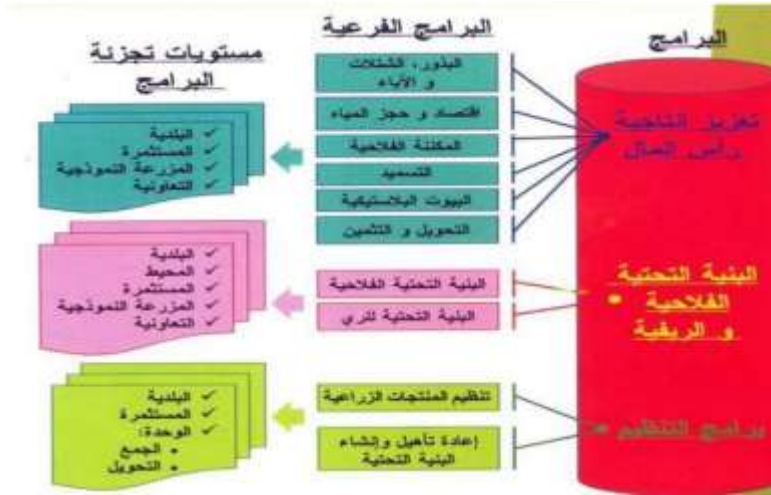 البرامج
تعزيز انتاجية
رأس المال
البنية التحتية
الفلاحية
و الريفية
برامج التنظيم
البرامج الفرعية
البذور، الشتلات
و الآباء
اقتصاد و حجز المياه
المكننة الفلاحية
التسميد
البيوت البلاستيكية
التحويل و التثمين
البنية التحتية الفلاحية
البنية التحتية للري
تنظيم المنتجات الزراعية
إعادة تأهيل وإنشاء
البنية التحتية
مستويات تجزئة
البرامج
✓ البلدية
✓ المستثمرة
✓ المزرعة النموذجية
✓ التعاونية
✓ البلدية
✓ المحيط
✓ المستثمرة
✓ المزرعة النموذجية
✓ التعاونية
✓ البلدية
✓ المستثمرة
✓ الوحدة:
• الجمع
• التحويل